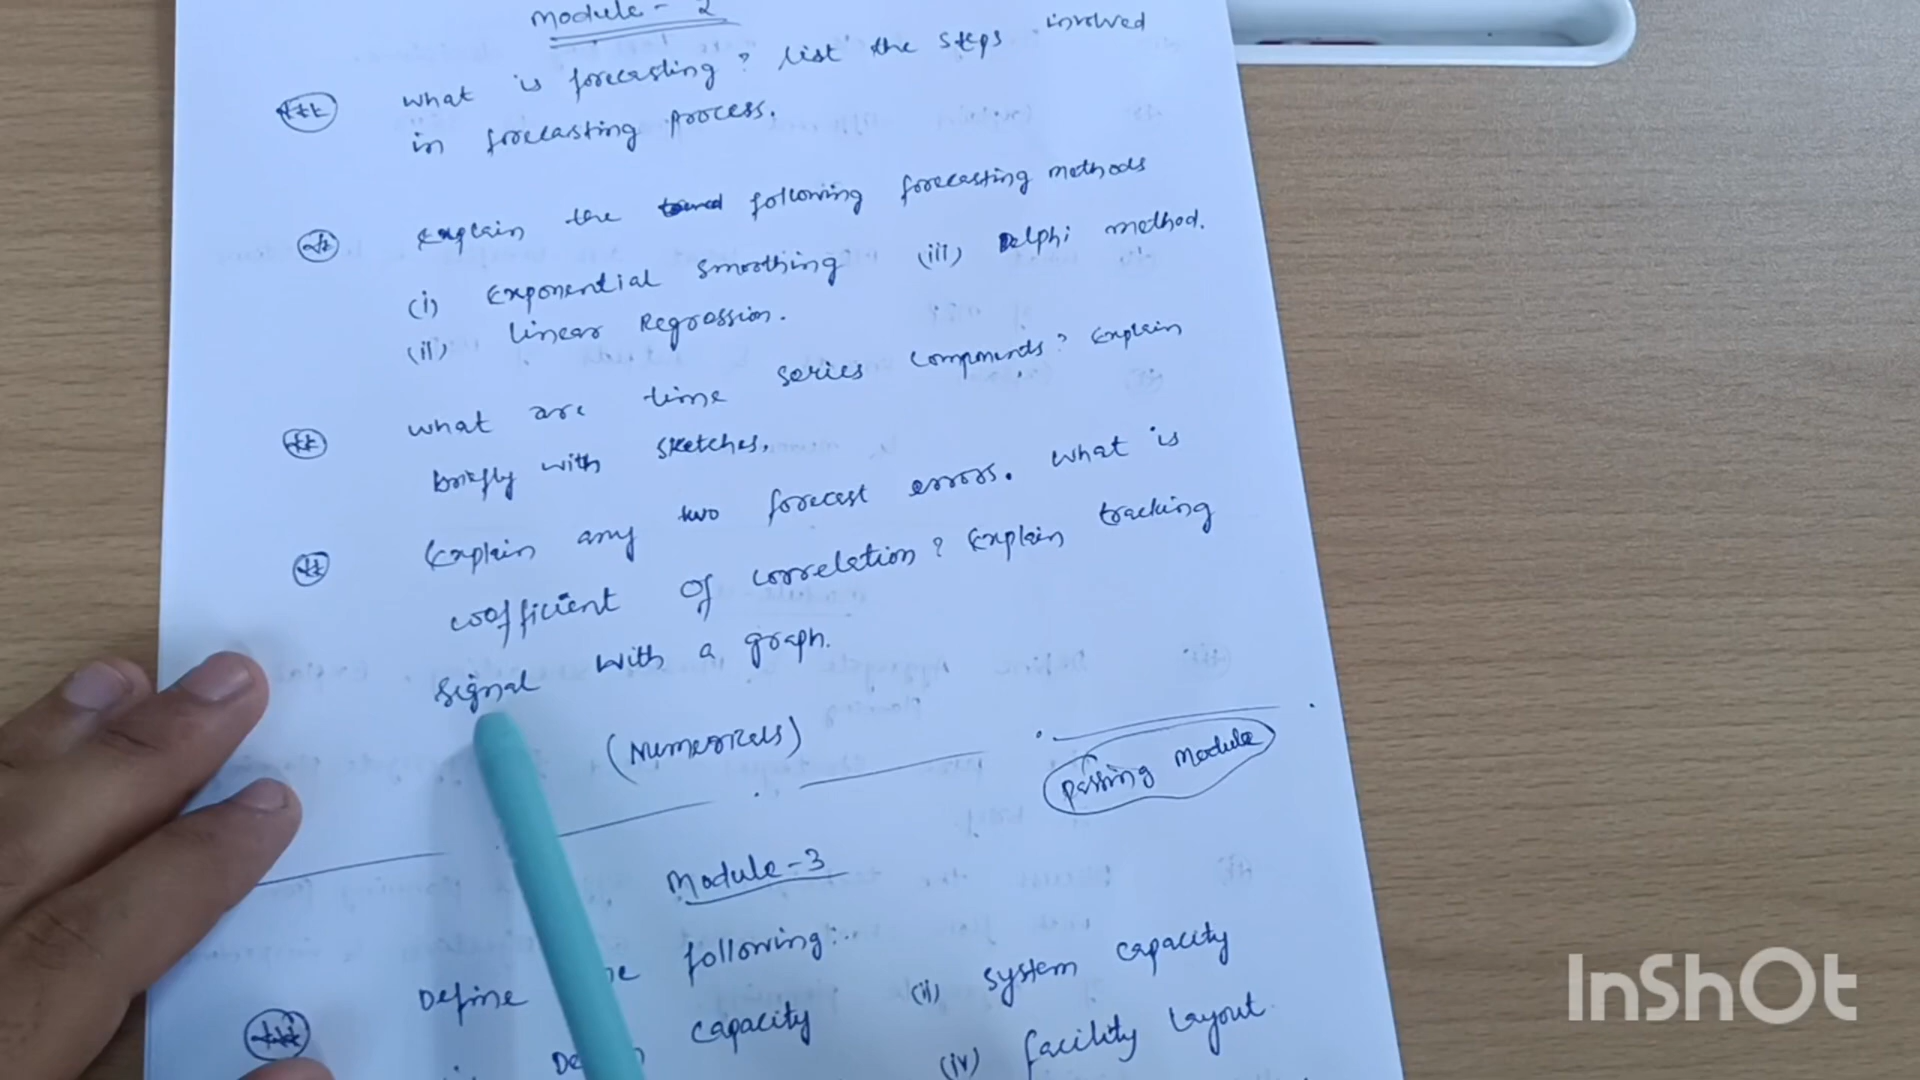 Module - 2
*** What is forecasting? List the steps involved
in forecasting process.
** Explain the following forecasting methods
(i) Exponential smoothing (iii) Delphi method.
(ii) Linear Regression.
** What are time series components? Explain
briefly with sketches.
** Explain any two forecast errors. What is
coefficient of correlation? Explain tracking
signal with a graph.
(Numericals)
Passing Module
Module - 3
*** Define following:-
capacity (ii) system capacity
(iv) facility layout
InShOt